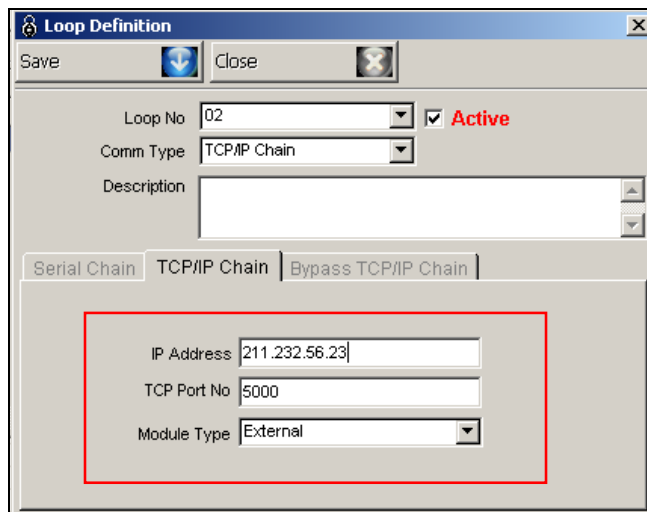 Loop Definition
Save Close
Loop No 02 Active
Comm Type TCP/IP Chain
Description
Serial Chain TCP/IP Chain Bypass TCP/IP Chain
IP Address 211.232.56.23
TCP Port No 5000
Module Type External